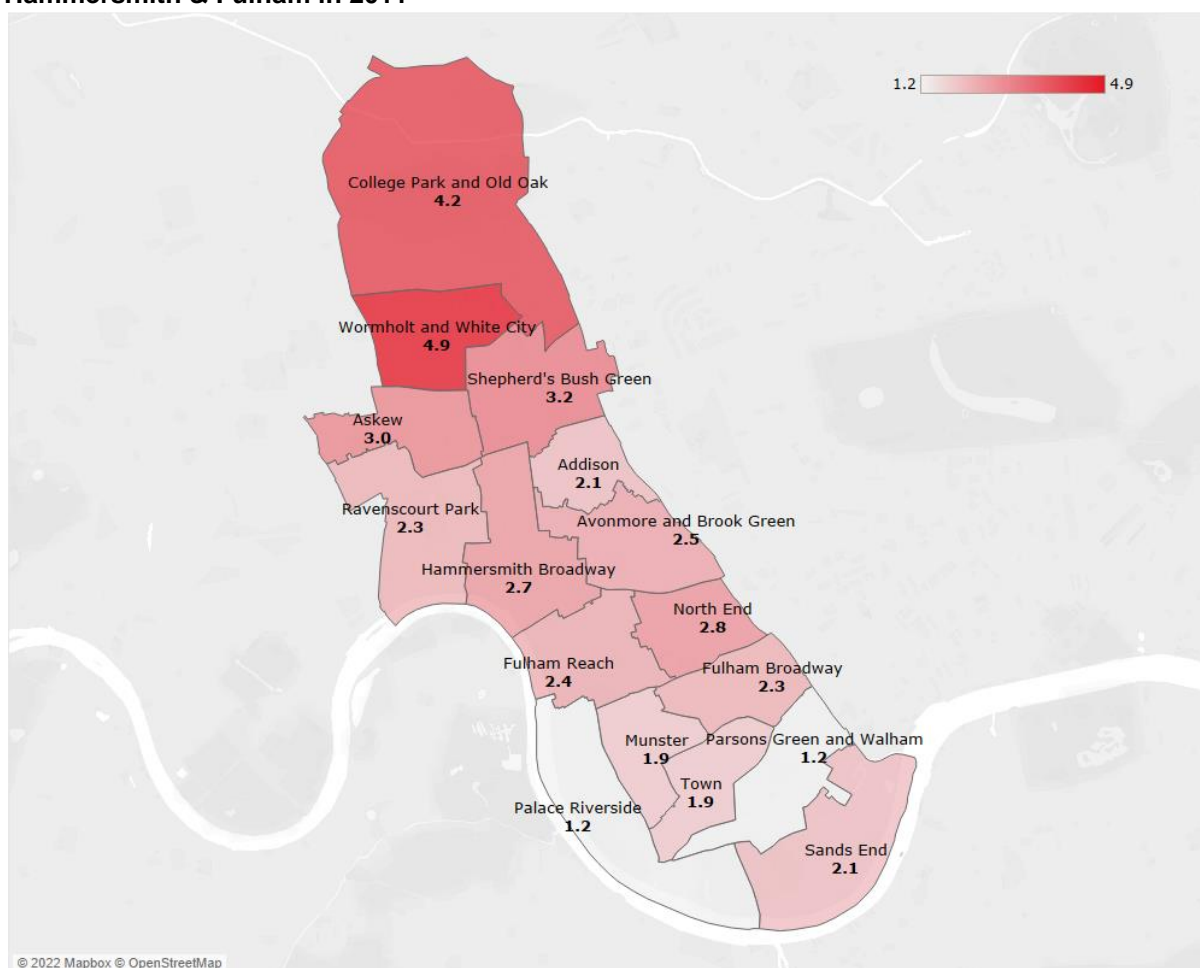 Hammersmith & Fulham in 2011
1.2
4.9
College Park and Old Oak
4.2
Wormholt and White City
4.9
Shepherd's Bush Green
3.2
Askew
3.0
Addison
2.1
Ravenscourt Park
2.3
Avonmore and Brook Green
2.5
Hammersmith Broadway
2.7
North End
2.8
Fulham Reach
2.4
Fulham Broadway
2.3
Munster
1.9
Parsons Green and Walham
1.2
Town
1.9
Palace Riverside
1.2
Sands End
2.1
© 2022 Mapbox © OpenStreetMap